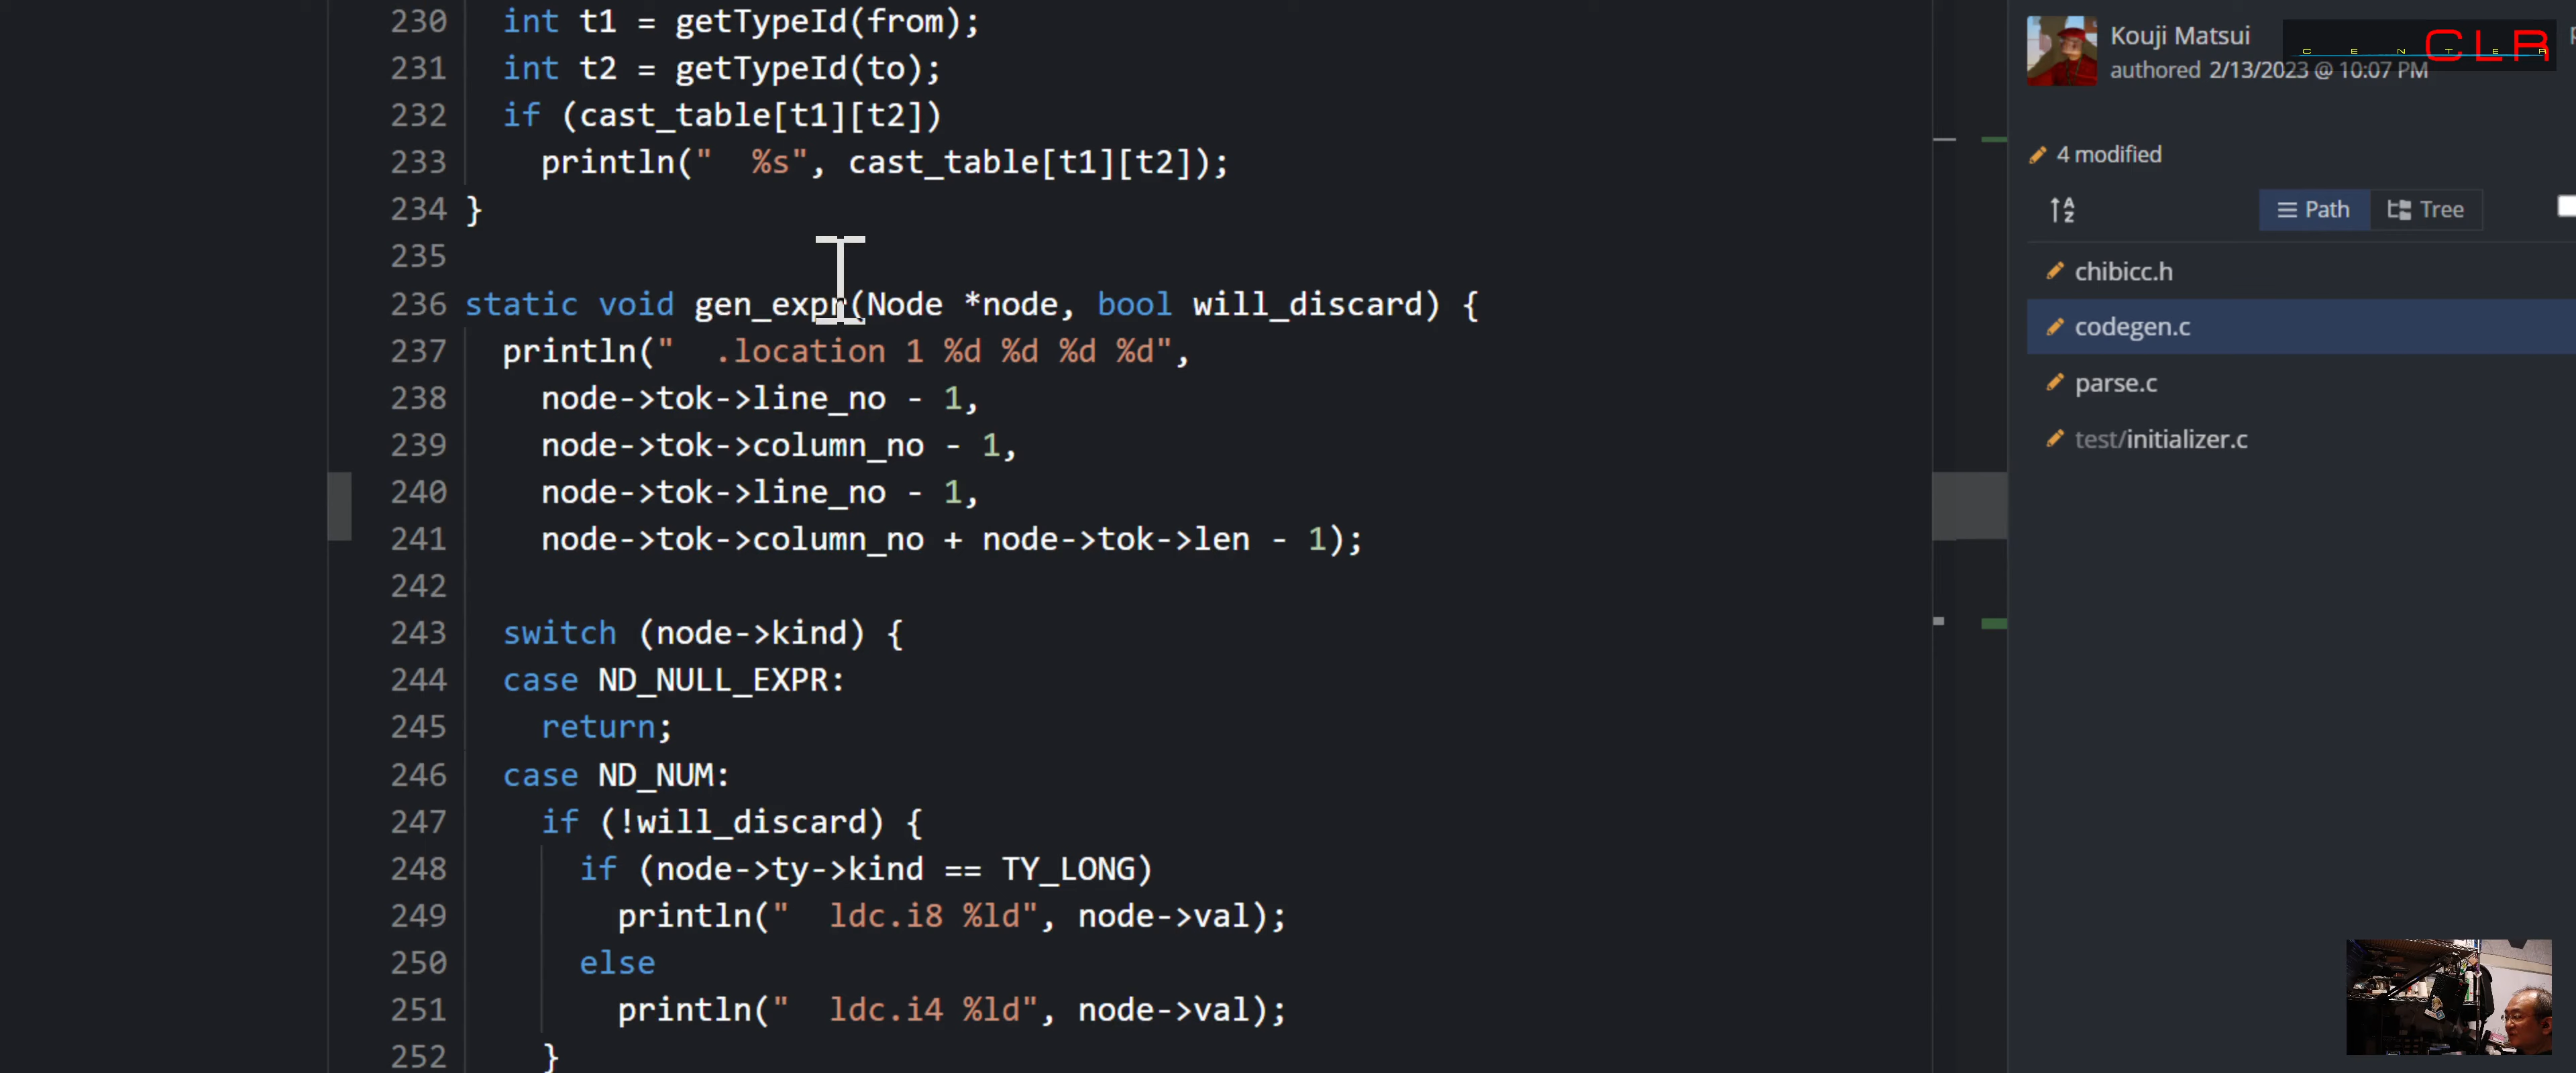 230   int t1 = getTypeId(from);
231   int t2 = getTypeId(to);
232   if (cast_table[t1][t2])
233     println("  %s", cast_table[t1][t2]);
234 }
235
236 static void gen_expr(Node *node, bool will_discard) {
237   println("  .location 1 %d %d %d %d",
238     node->tok->line_no - 1,
239     node->tok->column_no - 1,
240     node->tok->line_no - 1,
241     node->tok->column_no + node->tok->len - 1);
242
243   switch (node->kind) {
244   case ND_NULL_EXPR:
245     return;
246   case ND_NUM:
247     if (!will_discard) {
248       if (node->ty->kind == TY_LONG)
249         println("  ldc.i8 %ld", node->val);
250       else
251         println("  ldc.i4 %ld", node->val);
252     }
Kouji Matsui
authored 2/13/2023 @ 10:07 PM
CENTER CLR
4 modified
AZ
Path
Tree
chibicc.h
codegen.c
parse.c
test/initializer.c